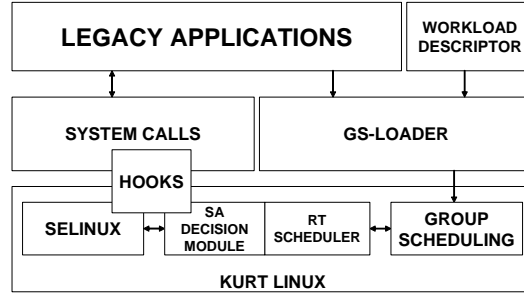 LEGACY APPLICATIONS
WORKLOAD
DESCRIPTOR
SYSTEM CALLS
GS-LOADER
HOOKS
SELINUX
SA
DECISION
MODULE
RT
SCHEDULER
GROUP
SCHEDULING
KURT LINUX